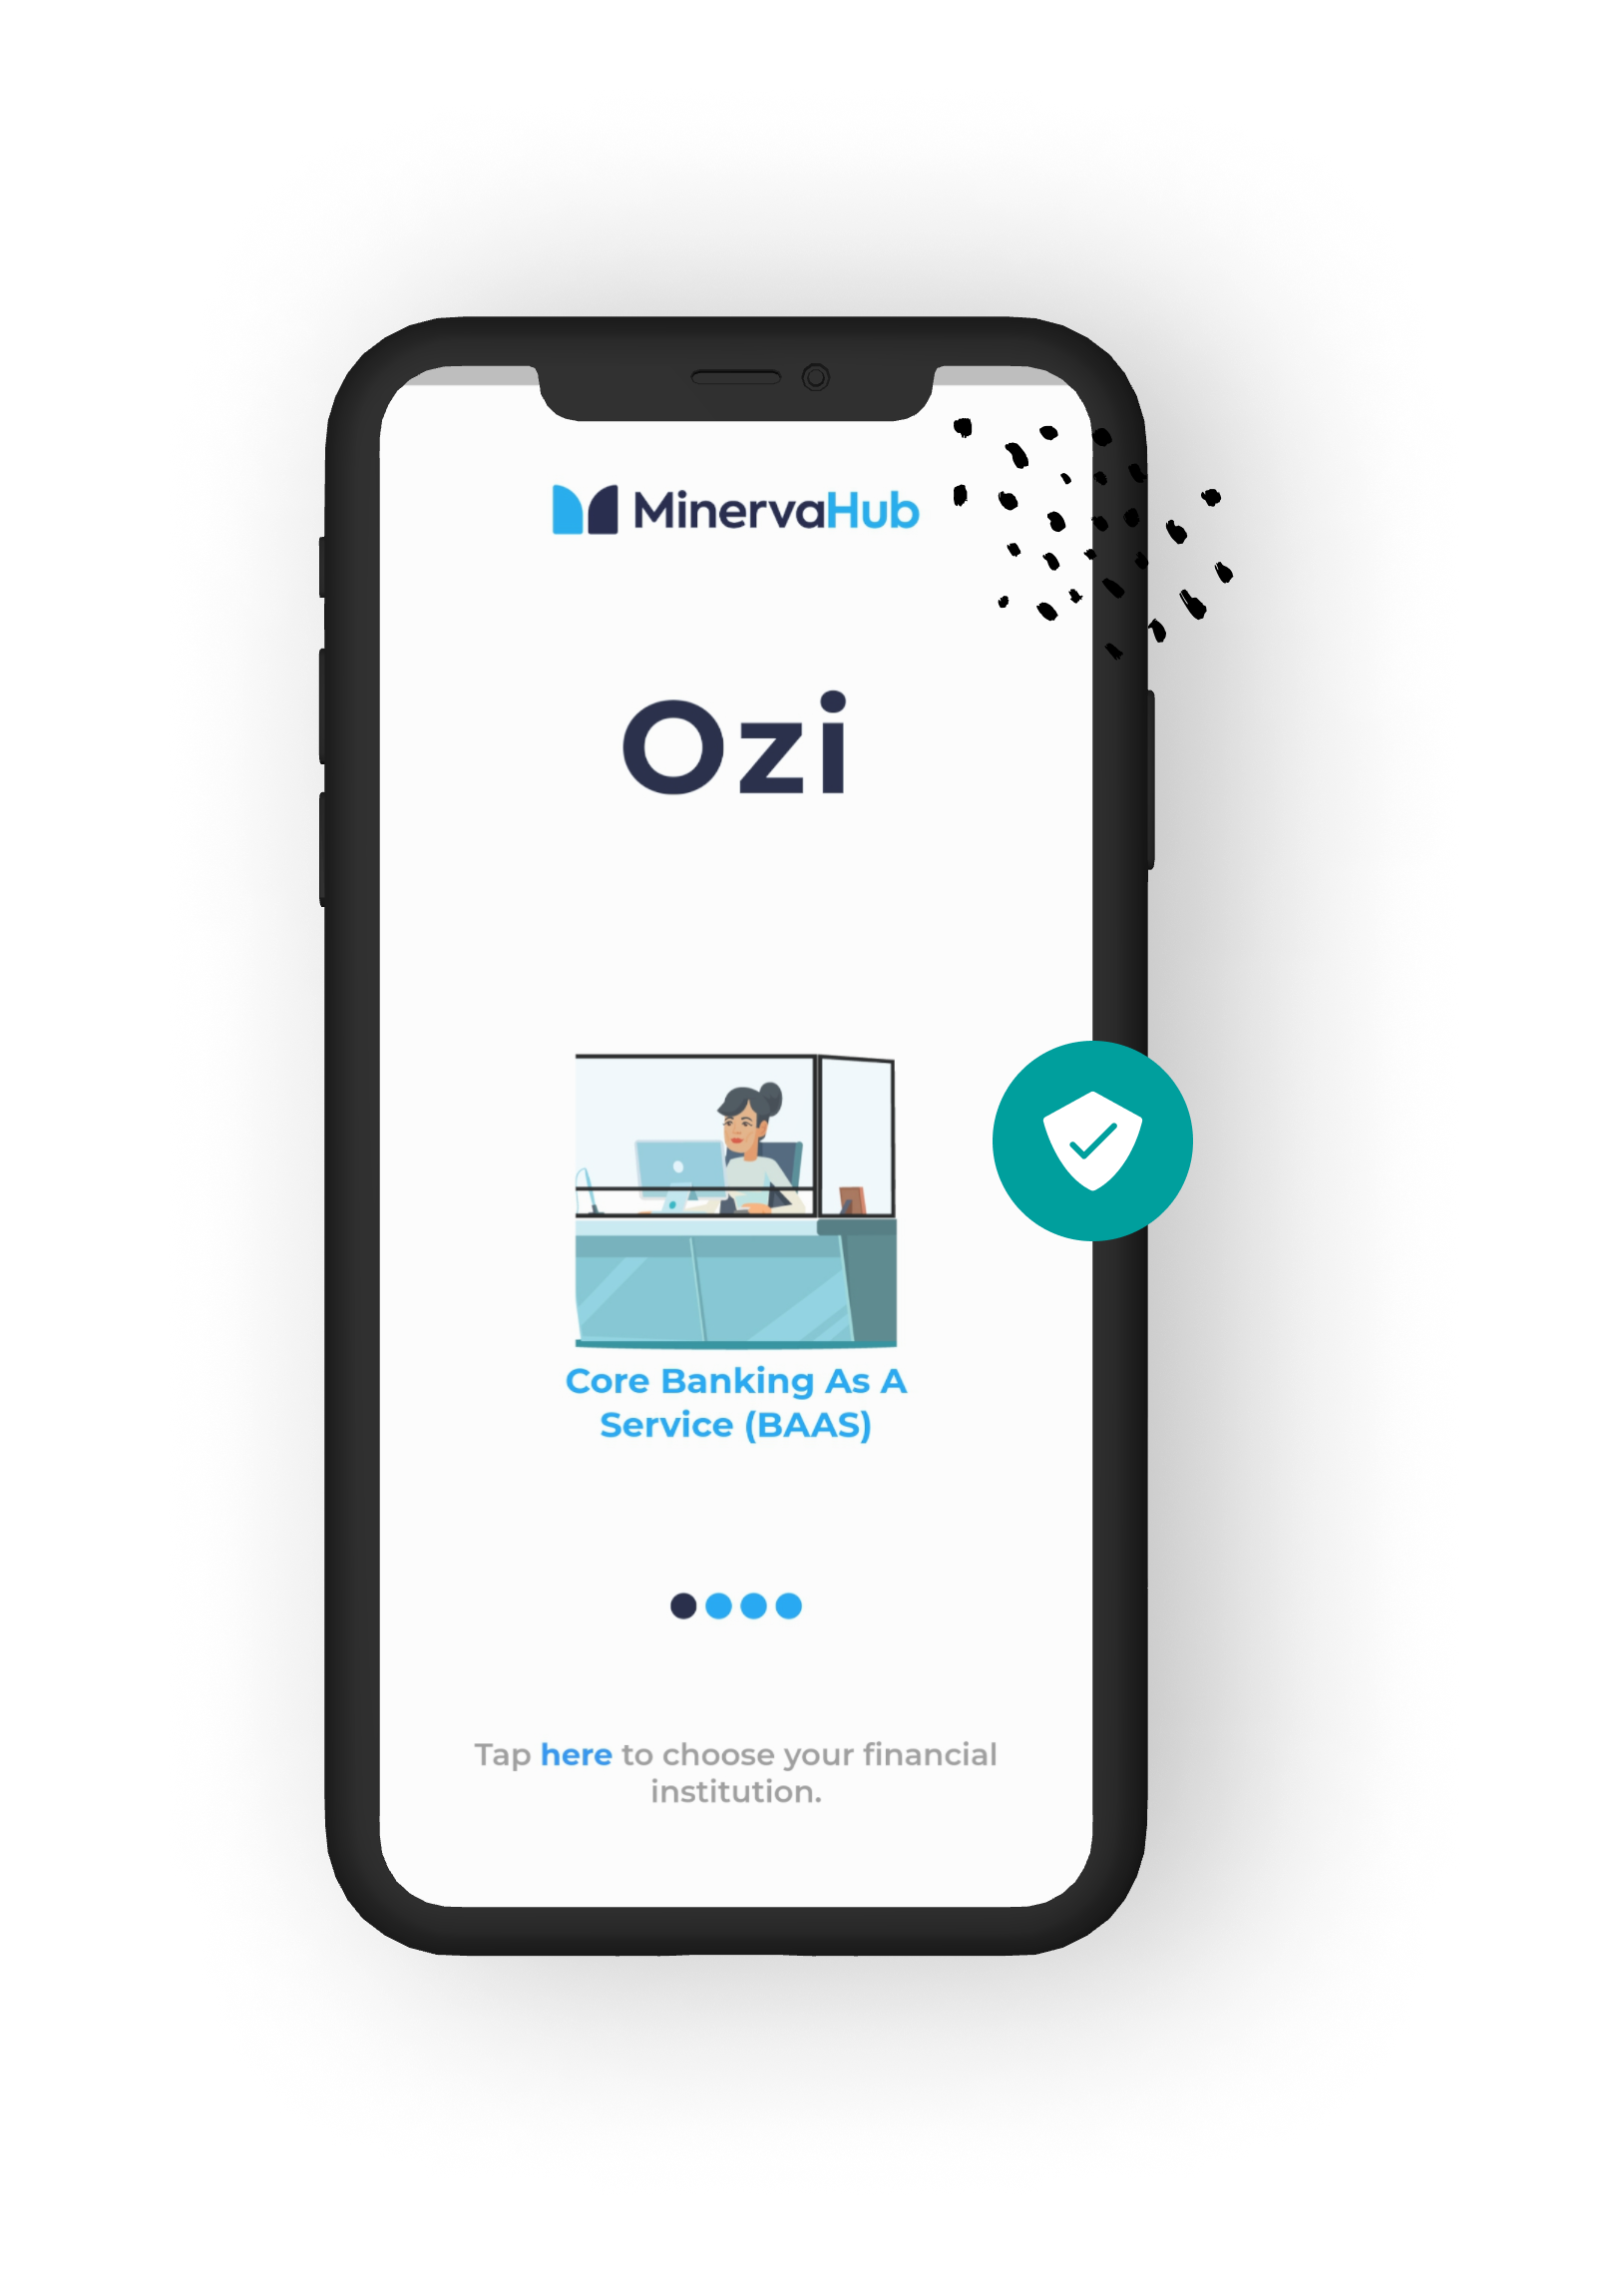 MinervaHub
Ozi
Core Banking As A
Service (BAAS)
Tap here to choose your financial
institution.